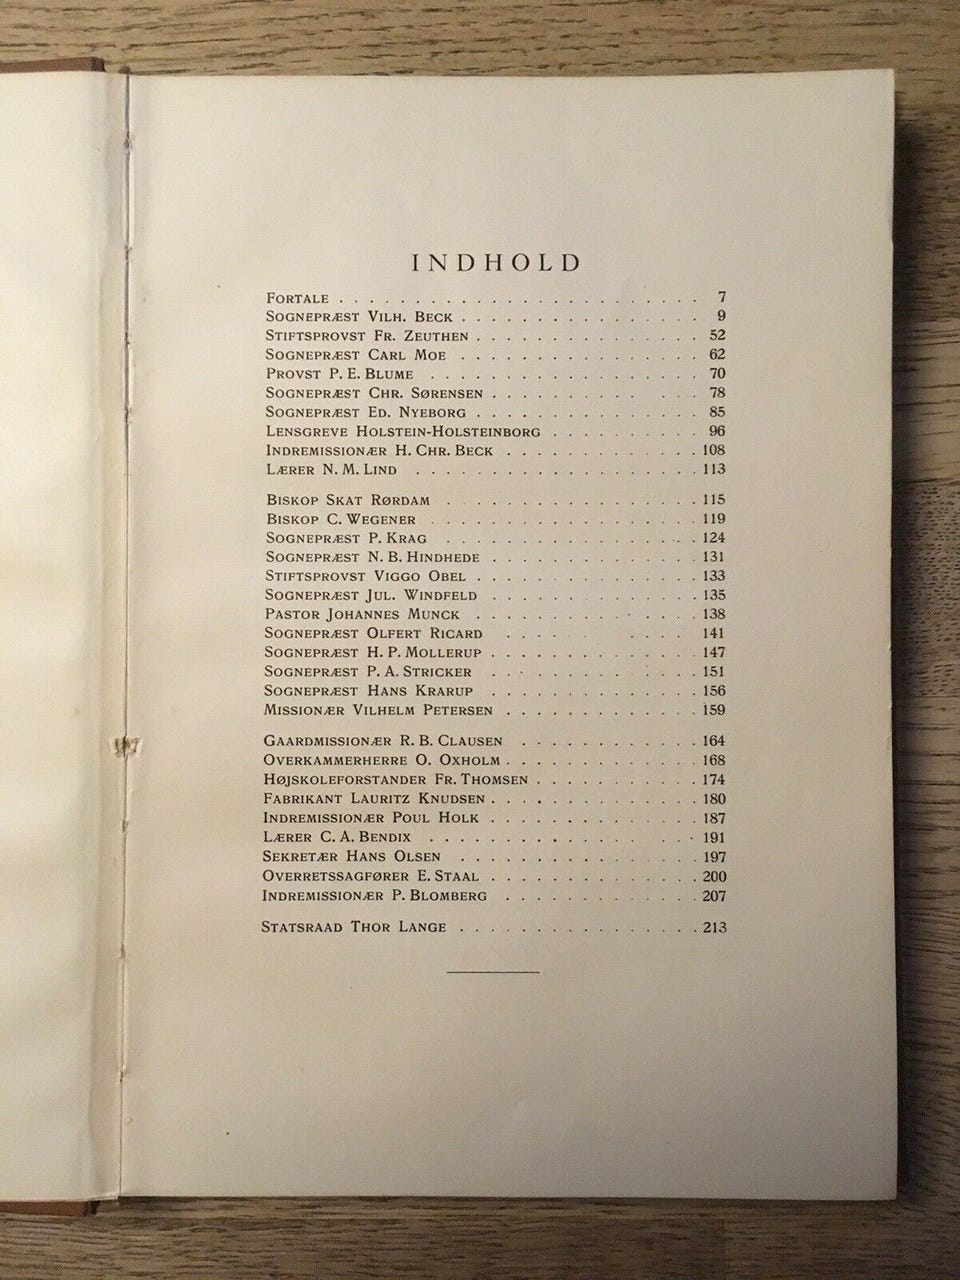 INDHOLD
FORTALE . . . . . . . . . . . . . . . . . . . . . . . . 7
SOGNEPRÆST VILH. BECK . . . . . . . . . . . . . . . . 9
STIFTSPROVST FR. ZEUTHEN . . . . . . . . . . . . . . . 52
SOGNEPRÆST CARL MOE . . . . . . . . . . . . . . . . 62
PROVST P. E. BLUME . . . . . . . . . . . . . . . . . . 70
SOGNEPRÆST CHR. SØRENSEN . . . . . . . . . . . . . 78
SOGNEPRÆST ED. NYEBORG . . . . . . . . . . . . . . . 85
LENSGREVE HOLSTEIN-HOLSTEINBORG . . . . . . . . . . 96
INDREMISSIONÆR H. CHR. BECK . . . . . . . . . . . . . 108
LÆRER N. M. LIND . . . . . . . . . . . . . . . . . . . 113
BISKOP SKAT RØRDAM . . . . . . . . . . . . . . . . . 115
BISKOP C. WEGENER . . . . . . . . . . . . . . . . . . 119
SOGNEPRÆST P. KRAG . . . . . . . . . . . . . . . . . 124
SOGNEPRÆST N. B. HINDHEDE . . . . . . . . . . . . . . 131
STIFTSPROVST VIGGO OBEL . . . . . . . . . . . . . . . 133
SOGNEPRÆST JUL. WINDFELD . . . . . . . . . . . . . . 135
PASTOR JOHANNES MUNCK . . . . . . . . . . . . . . . 138
SOGNEPRÆST OLFERT RICARD . . . . . . . . . . . 141
SOGNEPRÆST H. P. MOLLERUP . . . . . . . . . . . . . . 147
SOGNEPRÆST P. A. STRICKER . . . . . . . . . . . . . . 151
SOGNEPRÆST HANS KRARUP . . . . . . . . . . . . . . 156
MISSIONÆR VILHELM PETERSEN . . . . . . . . . . . . . 159
GAARDMISSIONÆR R. B. CLAUSEN . . . . . . . . . . . . 164
OVERKAMMERHERRE O. OXHOLM . . . . . . . . . . . . . 168
HØJSKOLEFORSTANDER FR. THOMSEN . . . . . . . . . . . 174
FABRIKANT LAURITZ KNUDSEN . . . . . . . . . . . . . . 180
INDREMISSIONÆR POUL HOLK . . . . . . . . . . . . . . 187
LÆRER C. A. BENDIX . . . . . . . . . . . . . . . . . 191
SEKRETÆR HANS OLSEN . . . . . . . . . . . . . . . . 197
OVERRETSSAGFØRER E. STAAL . . . . . . . . . . . . . . 200
INDREMISSIONÆR P. BLOMBERG . . . . . . . . . . . . . 207
STATSRAAD THOR LANGE . . . . . . . . . . . . . . . . 213